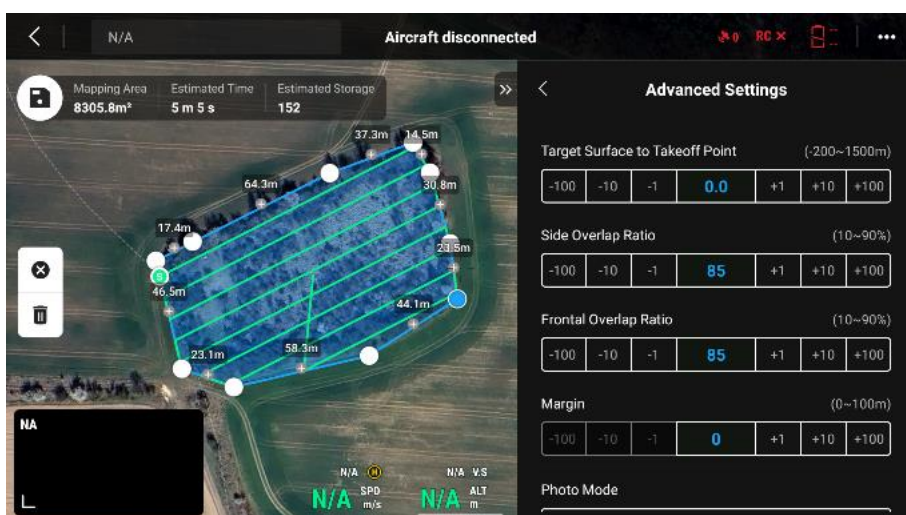 N/A
Aircraft disconnected
0 RC ×
Mapping Area Estimated Time Estimated Storage
8305.8m² 5 m 5 s 152
Advanced Settings
Target Surface to Takeoff Point (-200~1500m)
-100 -10 -1 0.0 +1 +10 +100
Side Overlap Ratio (10~90%)
-100 -10 -1 85 +1 +10 +100
Frontal Overlap Ratio (10~90%)
-100 -10 -1 85 +1 +10 +100
Margin (0~100m)
-100 -10 -1 0 +1 +10 +100
Photo Mode
37.3m 14.5m
64.3m 30.8m
17.4m
23.5m
S
46.5m
44.1m
23.1m 58.3m
NA
N/A H N/A V.S
N/A SPD m/s N/A ALT m